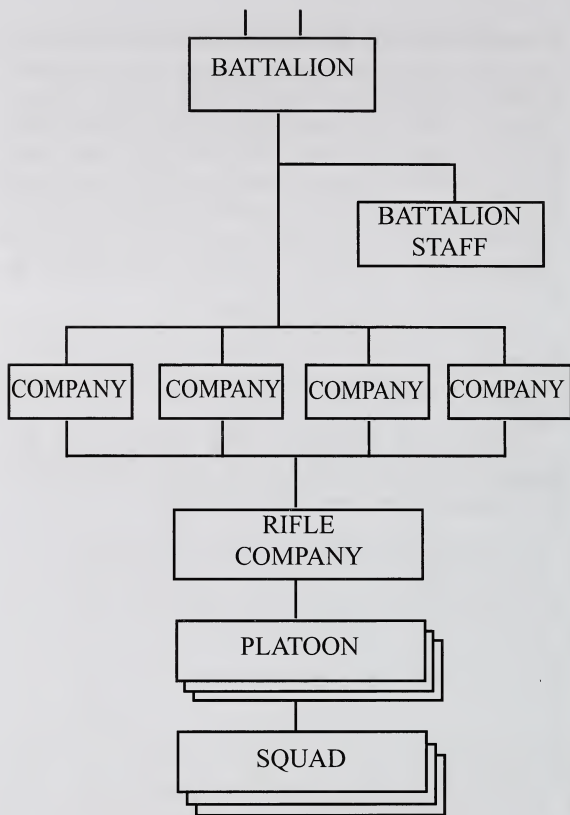 BATTALION
BATTALION
STAFF
COMPANY COMPANY COMPANY COMPANY
RIFLE
COMPANY
PLATOON
SQUAD